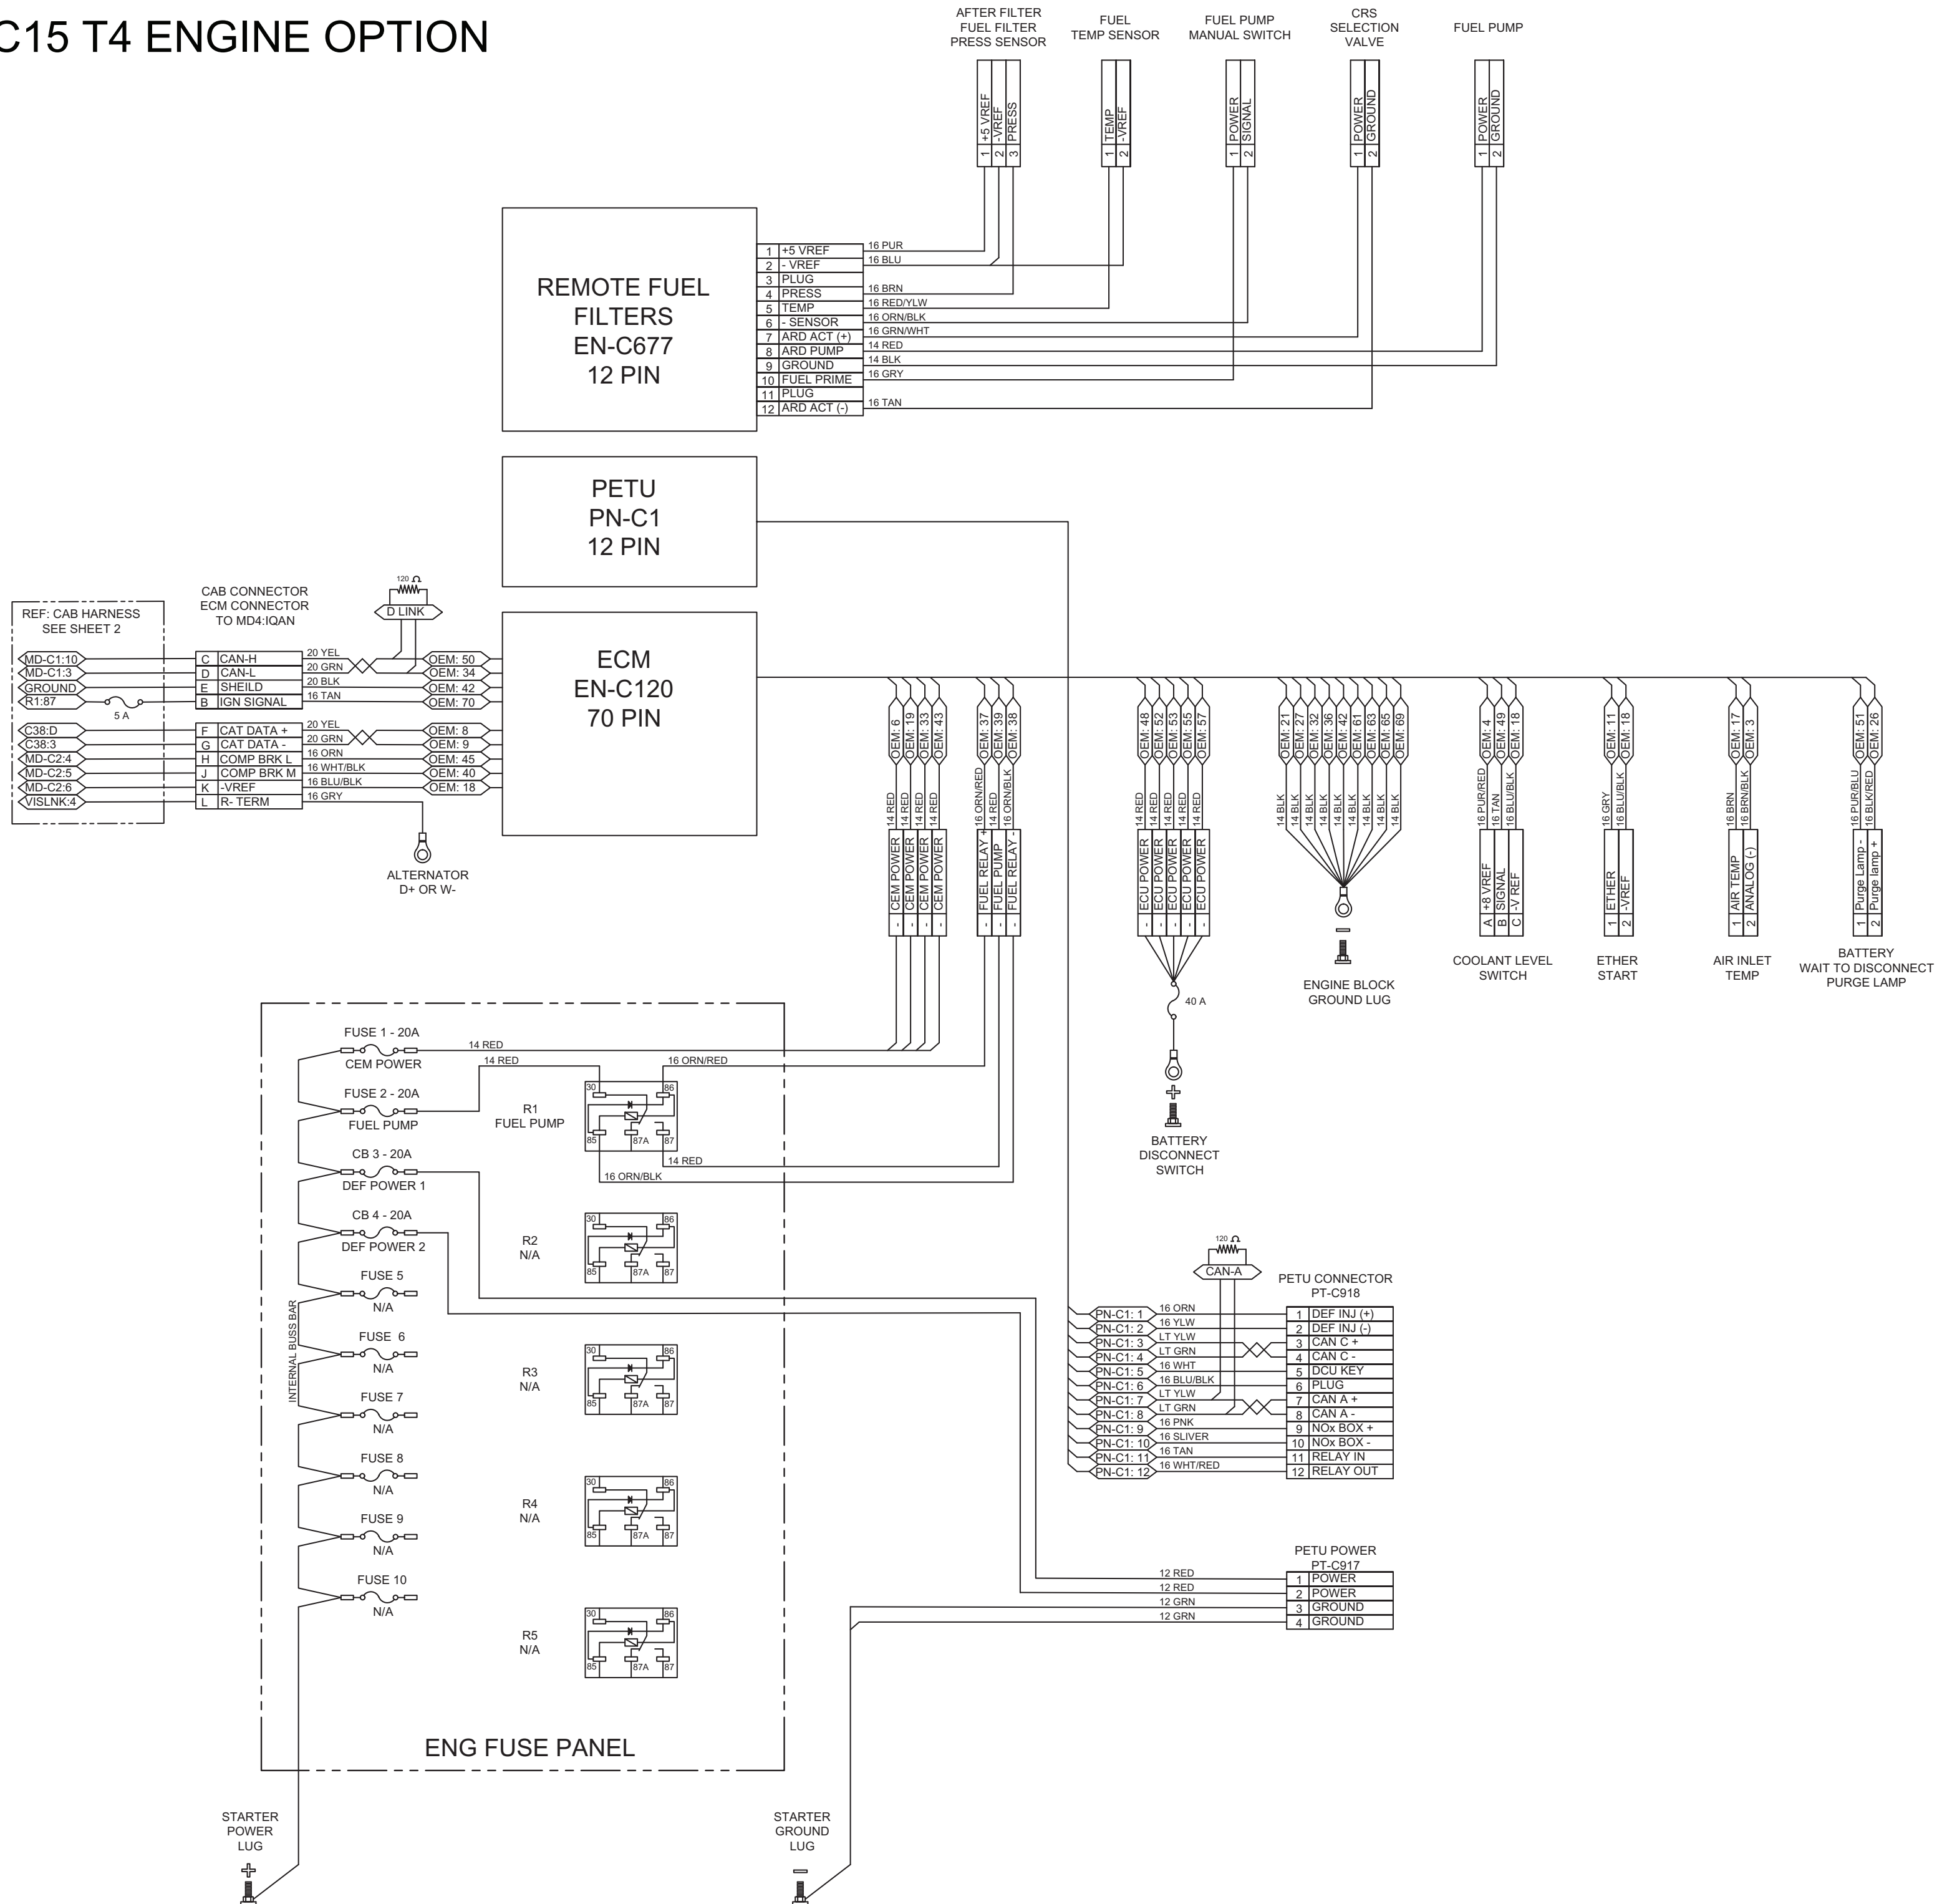 C15 T4 ENGINE OPTION
AFTER FILTER
FUEL FILTER
PRESS SENSOR
FUEL
TEMP SENSOR
FUEL PUMP
MANUAL SWITCH
CRS
SELECTION
VALVE
FUEL PUMP
1 +5 VREF
2 -VREF
3 PRESS
1 TEMP
2 -VREF
1 POWER
2 SIGNAL
1 POWER
2 GROUND
1 POWER
2 GROUND
REMOTE FUEL
FILTERS
EN-C677
12 PIN
1 +5 VREF 16 PUR
2 - VREF 16 BLU
3 PLUG
4 PRESS 16 BRN
5 TEMP 16 RED/YLW
6 - SENSOR 16 ORN/BLK
7 ARD ACT (+) 16 GRN/WHT
8 ARD PUMP 14 RED
9 GROUND 14 BLK
10 FUEL PRIME 16 GRY
11 PLUG
12 ARD ACT (-) 16 TAN
PETU
PN-C1
12 PIN
REF: CAB HARNESS
SEE SHEET 2
CAB CONNECTOR
ECM CONNECTOR
TO MD4:IQAN
120 Ω
D LINK
MD-C1:10 C CAN-H 20 YEL OEM: 50
MD-C1:3 D CAN-L 20 GRN OEM: 34
GROUND E SHEILD 20 BLK OEM: 42
R1:87 5 A B IGN SIGNAL 16 TAN OEM: 70
C38:D F CAT DATA + 20 YEL OEM: 8
C38:3 G CAT DATA - 20 GRN OEM: 9
MD-C2:4 H COMP BRK L 16 ORN OEM: 45
MD-C2:5 J COMP BRK M 16 WHT/BLK OEM: 40
MD-C2:6 K -VREF 16 BLU/BLK OEM: 18
VISLNK:4 L R- TERM 16 GRY
ALTERNATOR
D+ OR W-
ECM
EN-C120
70 PIN
OEM: 6 14 RED CEM POWER -
OEM: 19 14 RED CEM POWER -
OEM: 33 14 RED CEM POWER -
OEM: 43 14 RED CEM POWER -
OEM: 37 16 ORN/RED FUEL RELAY + -
OEM: 39 14 RED FUEL PUMP -
OEM: 38 16 ORN/BLK FUEL RELAY - -
OEM: 48 14 RED ECU POWER -
OEM: 52 14 RED ECU POWER -
OEM: 53 14 RED ECU POWER -
OEM: 55 14 RED ECU POWER -
OEM: 57 14 RED ECU POWER -
40 A
BATTERY
DISCONNECT
SWITCH
OEM: 21 14 BLK
OEM: 27 14 BLK
OEM: 32 14 BLK
OEM: 36 14 BLK
OEM: 42 14 BLK
OEM: 61 14 BLK
OEM: 63 14 BLK
OEM: 65 14 BLK
OEM: 69 14 BLK
ENGINE BLOCK
GROUND LUG
OEM: 4 16 PUR/RED A +8 VREF
OEM: 49 16 TAN B SIGNAL
OEM: 18 16 BLU/BLK C -V REF
COOLANT LEVEL
SWITCH
OEM: 11 16 GRY 1 ETHER
OEM: 18 16 BLU/BLK 2 -VREF
ETHER
START
OEM: 17 16 BRN 1 AIR TEMP
OEM: 3 16 BRN/BLK 2 ANALOG (-)
AIR INLET
TEMP
OEM: 51 16 PUR/BLU 1 Purge Lamp -
OEM: 26 16 BLK/RED 2 Purge lamp +
BATTERY
WAIT TO DISCONNECT
PURGE LAMP
FUSE 1 - 20A
CEM POWER
14 RED
FUSE 2 - 20A
FUEL PUMP
14 RED
CB 3 - 20A
DEF POWER 1
CB 4 - 20A
DEF POWER 2
FUSE 5
N/A
FUSE 6
N/A
FUSE 7
N/A
FUSE 8
N/A
FUSE 9
N/A
FUSE 10
N/A
INTERNAL BUSS BAR
R1
FUEL PUMP
30 86
85 87A 87
16 ORN/RED
14 RED
16 ORN/BLK
R2
N/A
30 86
85 87A 87
R3
N/A
30 86
85 87A 87
R4
N/A
30 86
85 87A 87
R5
N/A
30 86
85 87A 87
ENG FUSE PANEL
120 Ω
CAN-A
PETU CONNECTOR
PT-C918
PN-C1: 1 16 ORN 1 DEF INJ (+)
PN-C1: 2 16 YLW 2 DEF INJ (-)
PN-C1: 3 LT YLW 3 CAN C +
PN-C1: 4 LT GRN 4 CAN C -
PN-C1: 5 16 WHT 5 DCU KEY
PN-C1: 6 16 BLU/BLK 6 PLUG
PN-C1: 7 LT YLW 7 CAN A +
PN-C1: 8 LT GRN 8 CAN A -
PN-C1: 9 16 PNK 9 NOx BOX +
PN-C1: 10 16 SLIVER 10 NOx BOX -
PN-C1: 11 16 TAN 11 RELAY IN
PN-C1: 12 16 WHT/RED 12 RELAY OUT
PETU POWER
PT-C917
12 RED 1 POWER
12 RED 2 POWER
12 GRN 3 GROUND
12 GRN 4 GROUND
STARTER
POWER
LUG
STARTER
GROUND
LUG